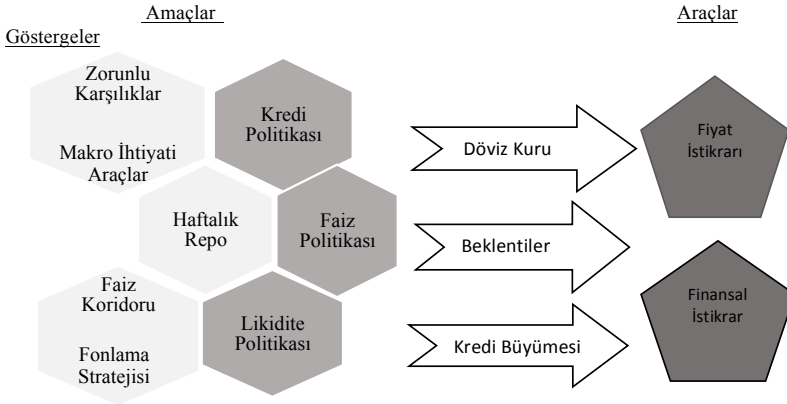 Amaçlar
Araçlar
Göstergeler
Zorunlu
Karşılıklar
Makro İhtiyati
Araçlar
Kredi
Politikası
Haftalık
Repo
Faiz
Politikası
Faiz
Koridoru
Fonlama
Stratejisi
Likidite
Politikası
Döviz Kuru
Beklentiler
Kredi Büyümesi
Fiyat
İstikrarı
Finansal
İstikrar